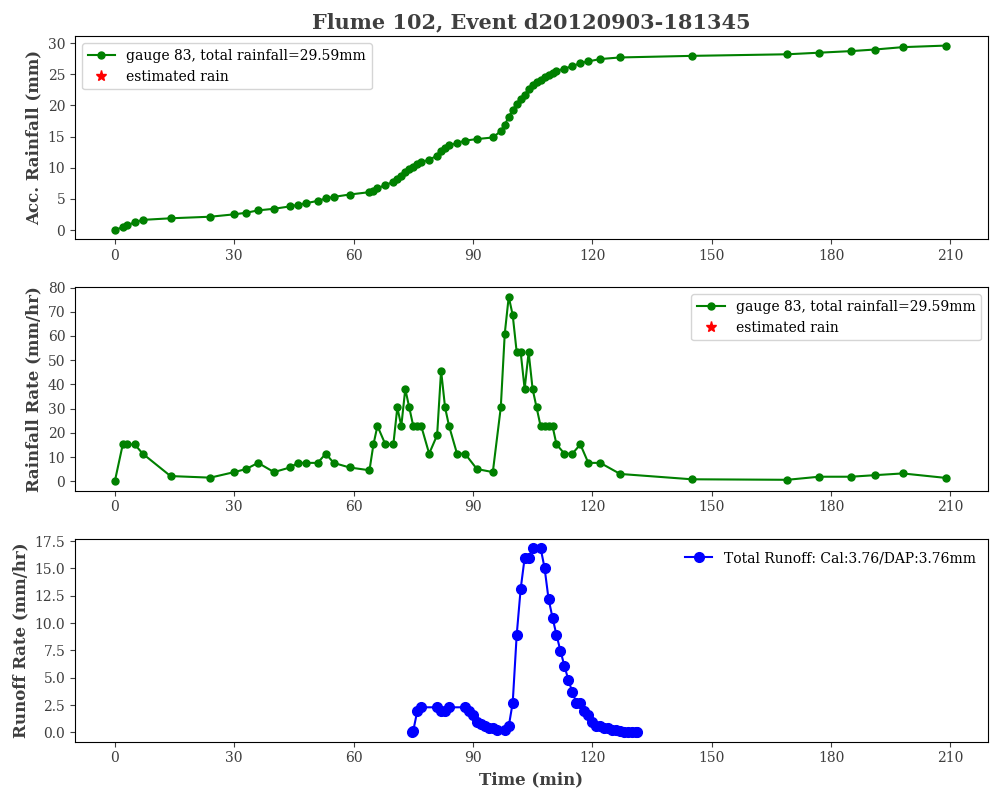 Flume 102, Event d20120903-181345
Acc. Rainfall (mm)
30
25
20
15
10
5
0
gauge 83, total rainfall=29.59mm
estimated rain
0 30 60 90 120 150 180 210
Rainfall Rate (mm/hr)
80
70
60
50
40
30
20
10
0
gauge 83, total rainfall=29.59mm
estimated rain
0 30 60 90 120 150 180 210
Runoff Rate (mm/hr)
17.5
15.0
12.5
10.0
7.5
5.0
2.5
0.0
Total Runoff: Cal:3.76/DAP:3.76mm
0 30 60 90 120 150 180 210
Time (min)